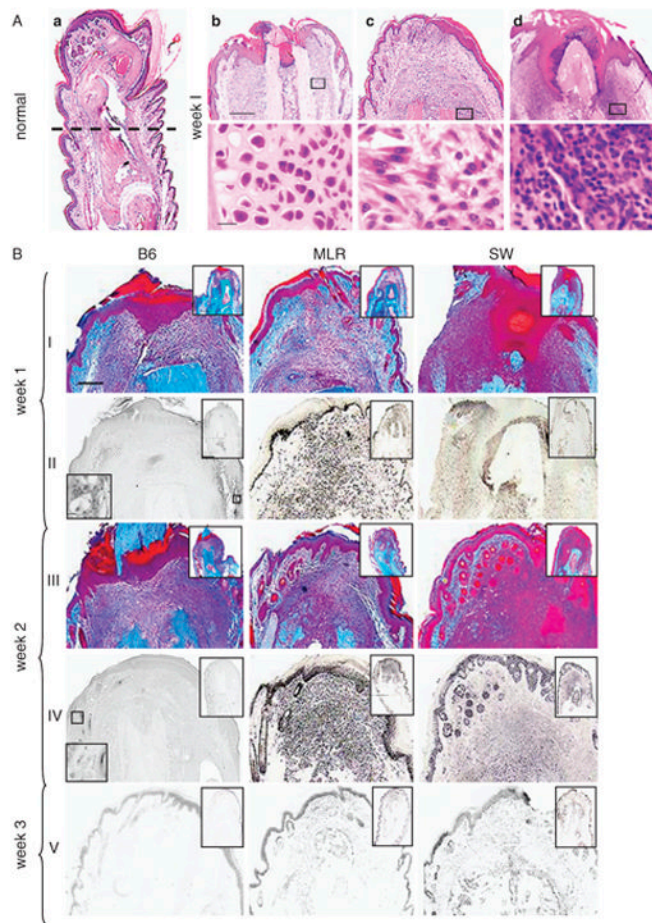 A
a
b
c
d
normal
week I
B
B6
MLR
SW
week 1
I
II
week 2
III
IV
week 3
V